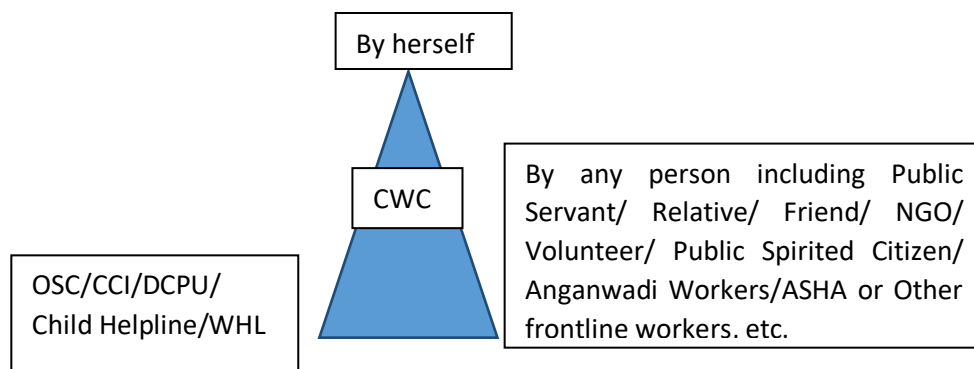 By herself
CWC
By any person including Public
Servant/ Relative/ Friend/ NGO/
Volunteer/ Public Spirited Citizen/
Anganwadi Workers/ASHA or Other
frontline workers. etc.
OSC/CCI/DCPU/
Child Helpline/WHL